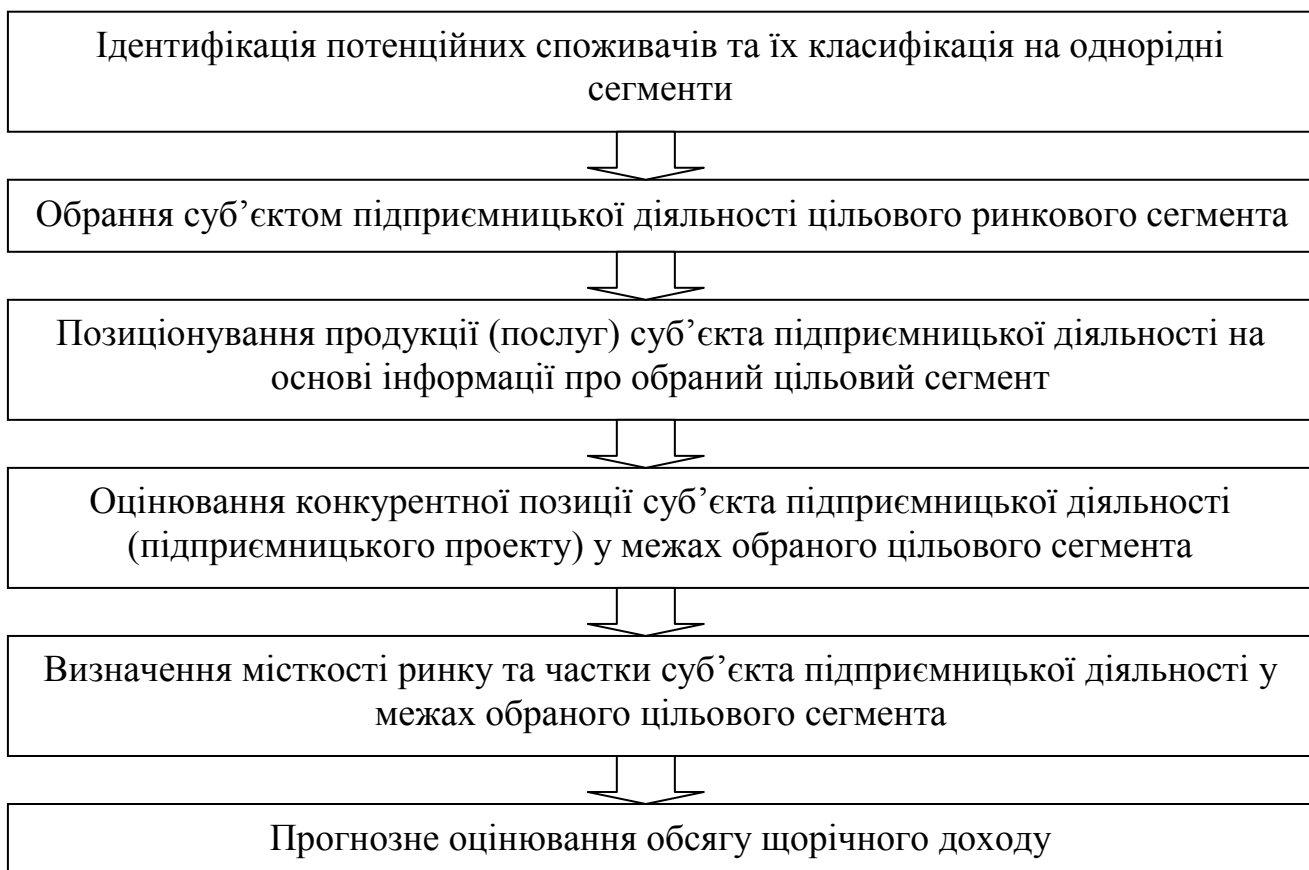 Ідентифікація потенційних споживачів та їх класифікація на однорідні
сегменти
Обрання суб’єктом підприємницької діяльності цільового ринкового сегмента
Позиціонування продукції (послуг) суб’єкта підприємницької діяльності на
основі інформації про обраний цільовий сегмент
Оцінювання конкурентної позиції суб’єкта підприємницької діяльності
(підприємницького проекту) у межах обраного цільового сегмента
Визначення місткості ринку та частки суб’єкта підприємницької діяльності у
межах обраного цільового сегмента
Прогнозне оцінювання обсягу щорічного доходу